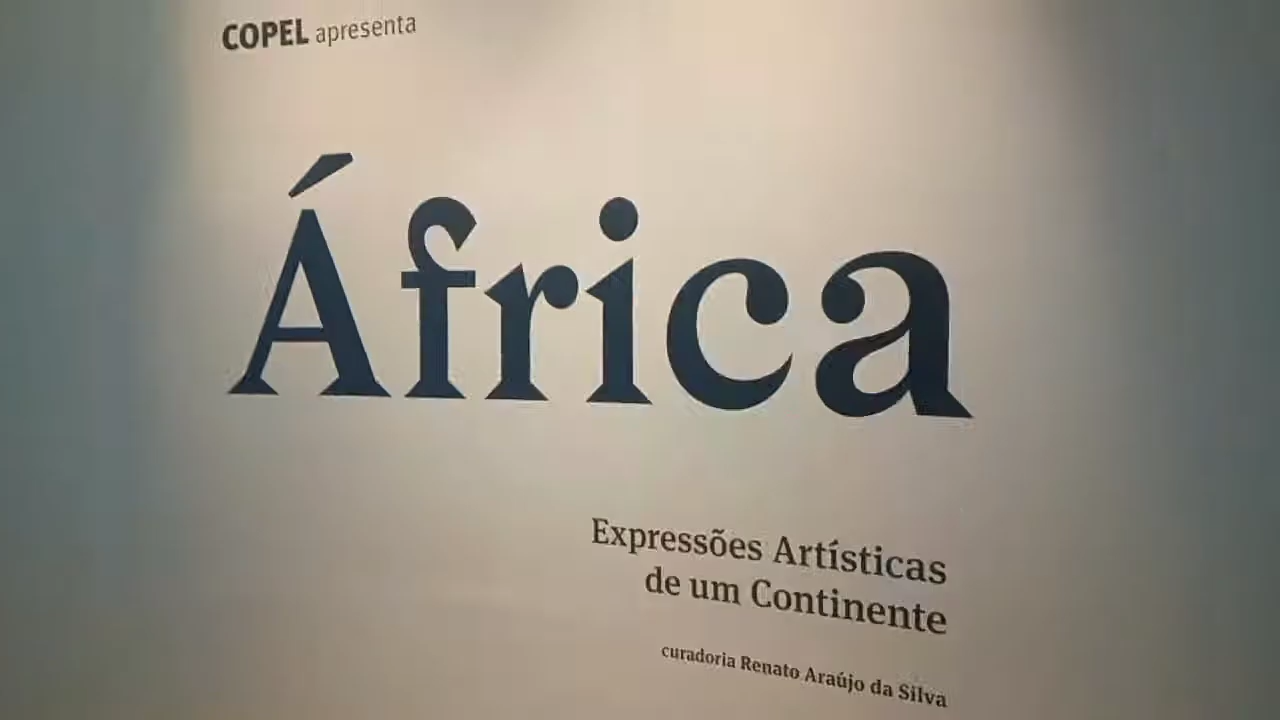 COPEL apresenta
África
Expressões Artísticas
de um Continente
curadoria Renato Araújo da Silva